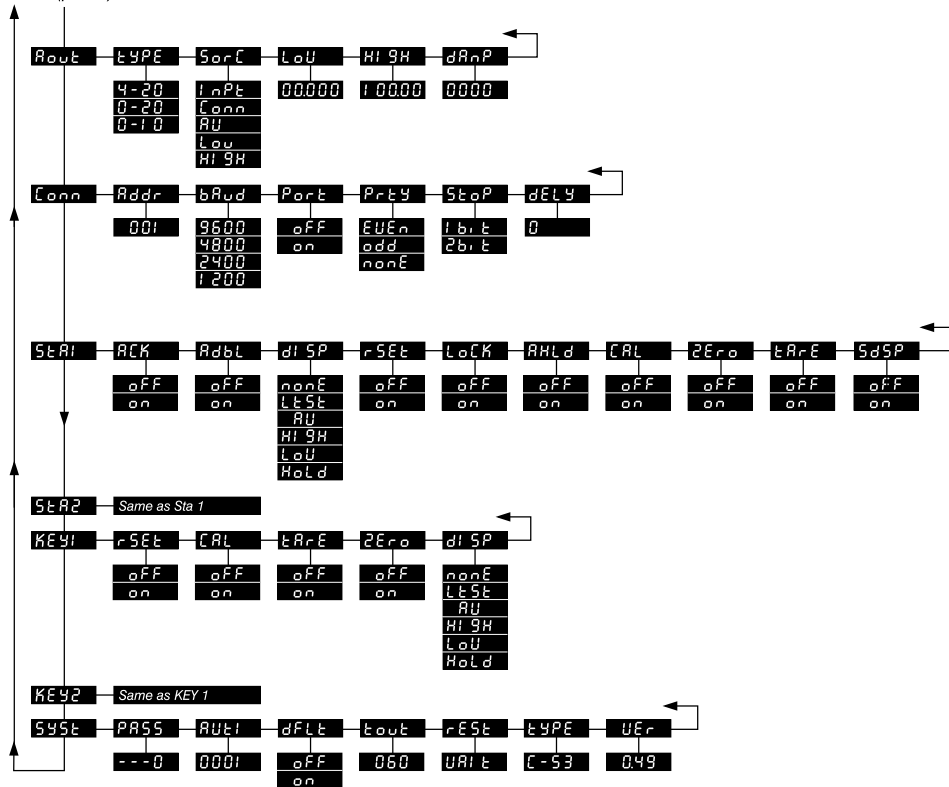 Aout tYPE SorC LoU HIgH dAnP
4-20 InPt 00.000 100.00 0000
0-20 Conn
0-10 AU
Lou
HIgH
Conn Addr bAud Port PrtY StoP dELY
001 9600 oFF EUEn 1bit 0
4800 on odd 2bit
2400 nonE
1200
StA1 ACK AdbL dISP rSEt LoCK AHLd CAL ZEro tArE SdSP
oFF oFF nonE oFF oFF oFF oFF oFF oFF oFF
on on LtSt on on on on on on on
AU
HIgH
LoU
HoLd
StA2 Same as Sta 1
KEY1 rSEt CAL tArE ZEro dISP
oFF oFF oFF oFF nonE
on on on on LtSt
AU
HIgH
LoU
HoLd
KEY2 Same as KEY 1
SYSt PASS AUtI dFLt tout rESt tYPE UEr
---0 0001 oFF 060 UAIt C-53 0.49
on